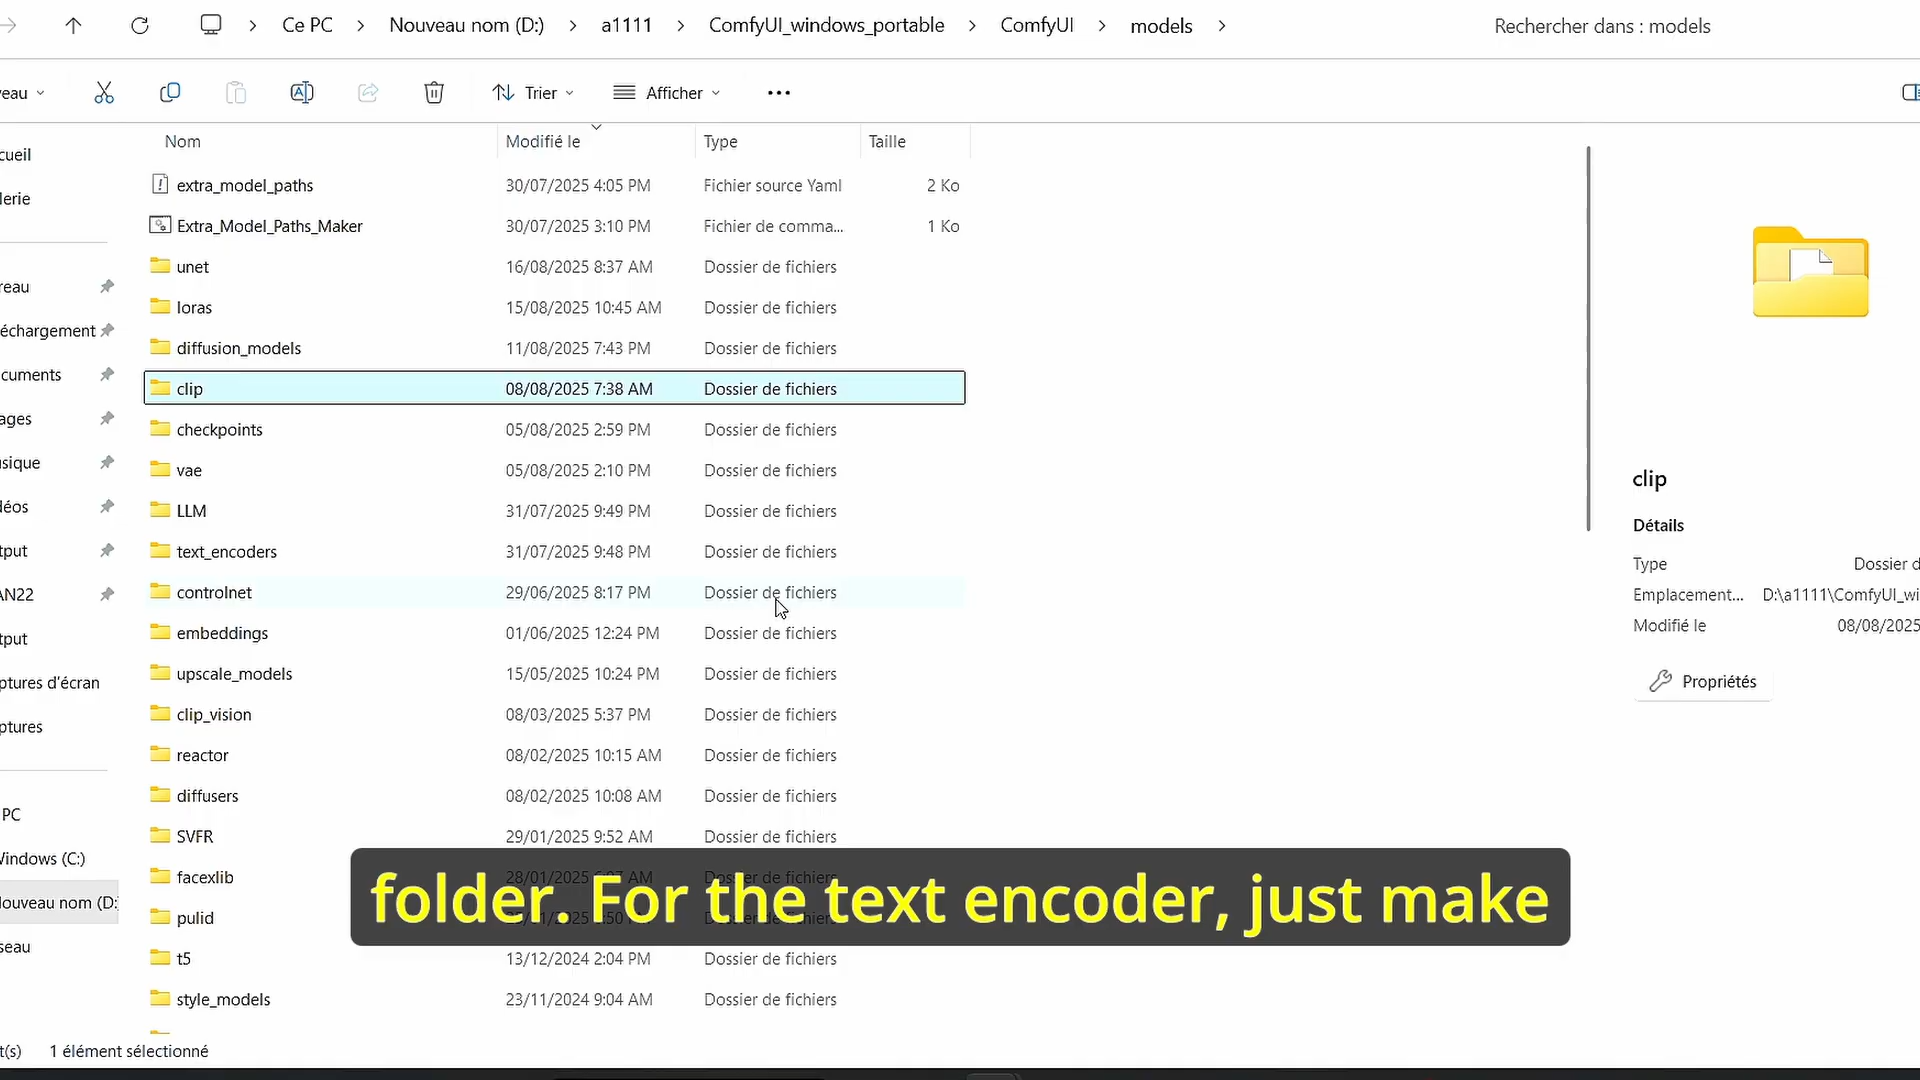 Ce PC > Nouveau nom (D:) > a1111 > ComfyUI_windows_portable > ComfyUI > models >
Rechercher dans : models
eau
Trier
Afficher
Nom Modifié le Type Taille
extra_model_paths 30/07/2025 4:05 PM Fichier source Yaml 2 Ko
Extra_Model_Paths_Maker 30/07/2025 3:10 PM Fichier de comma... 1 Ko
unet 16/08/2025 8:37 AM Dossier de fichiers
loras 15/08/2025 10:45 AM Dossier de fichiers
diffusion_models 11/08/2025 7:43 PM Dossier de fichiers
clip 08/08/2025 7:38 AM Dossier de fichiers
checkpoints 05/08/2025 2:59 PM Dossier de fichiers
vae 05/08/2025 2:10 PM Dossier de fichiers
LLM 31/07/2025 9:49 PM Dossier de fichiers
text_encoders 31/07/2025 9:48 PM Dossier de fichiers
controlnet 29/06/2025 8:17 PM Dossier de fichiers
embeddings 01/06/2025 12:24 PM Dossier de fichiers
upscale_models 15/05/2025 10:24 PM Dossier de fichiers
clip_vision 08/03/2025 5:37 PM Dossier de fichiers
reactor 08/02/2025 10:15 AM Dossier de fichiers
diffusers 08/02/2025 10:08 AM Dossier de fichiers
SVFR 29/01/2025 9:52 AM Dossier de fichiers
facexlib
pulid
t5 13/12/2024 2:04 PM Dossier de fichiers
style_models 23/11/2024 9:04 AM Dossier de fichiers
cueil
lerie
reau
échargement
cuments
ages
sique
déos
tput
AN22
tput
ptures d'écran
ptures
PC
Windows (C:)
Nouveau nom (D:
seau
clip
Détails
Type Dossier d
Emplacement... D:\a1111\ComfyUI_wi
Modifié le 08/08/2025
Propriétés
folder. For the text encoder, just make
t(s) 1 élément sélectionné